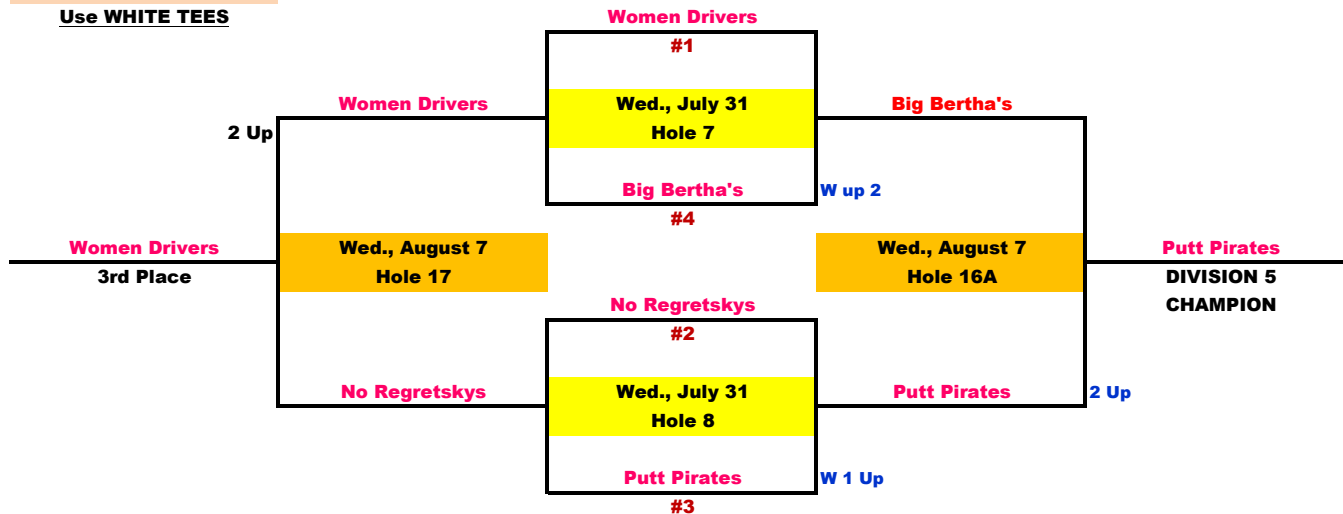 Use WHITE TEES
Women Drivers
#1
Women Drivers
Wed., July 31
Big Bertha's
2 Up
Hole 7
Big Bertha's
W up 2
#4
Women Drivers
Wed., August 7
Wed., August 7
Putt Pirates
3rd Place
Hole 17
Hole 16A
DIVISION 5
No Regretskys
CHAMPION
#2
No Regretskys
Wed., July 31
Putt Pirates
2 Up
Hole 8
Putt Pirates
W 1 Up
#3